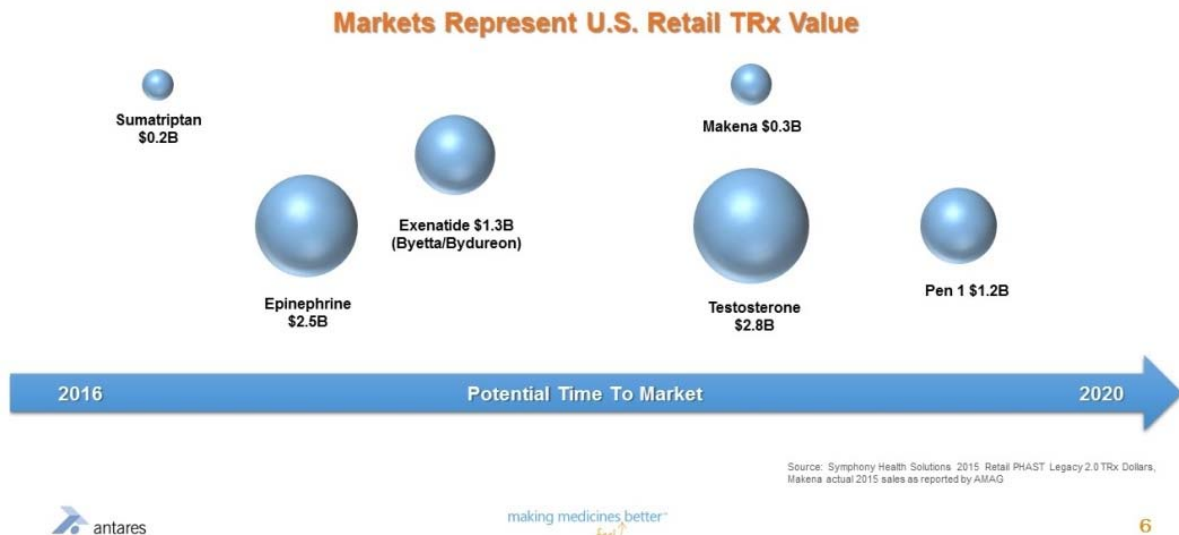 Markets Represent U.S. Retail TRx Value
Sumatriptan
$0.2B
Makena $0.3B
Exenatide $1.3B
(Byetta/Bydureon)
Epinephrine
$2.5B
Testosterone
$2.8B
Pen 1 $1.2B
2016 Potential Time To Market 2020
Source: Symphony Health Solutions 2015 Retail PHAST Legacy 2.0 TRx Dollars,
Makena actual 2015 sales as reported by AMAG
antares
making medicines better™
feel
6